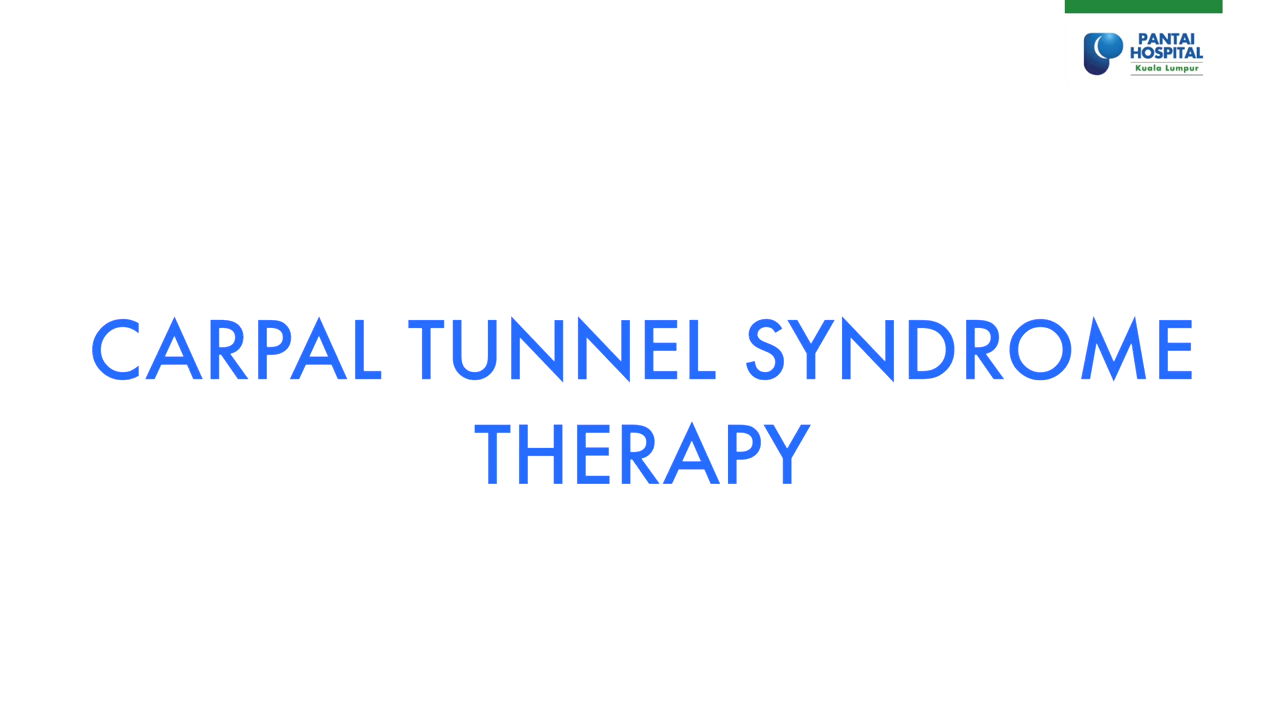 PANTAI
HOSPITAL
Kuala Lumpur
CARPAL TUNNEL SYNDROME
THERAPY